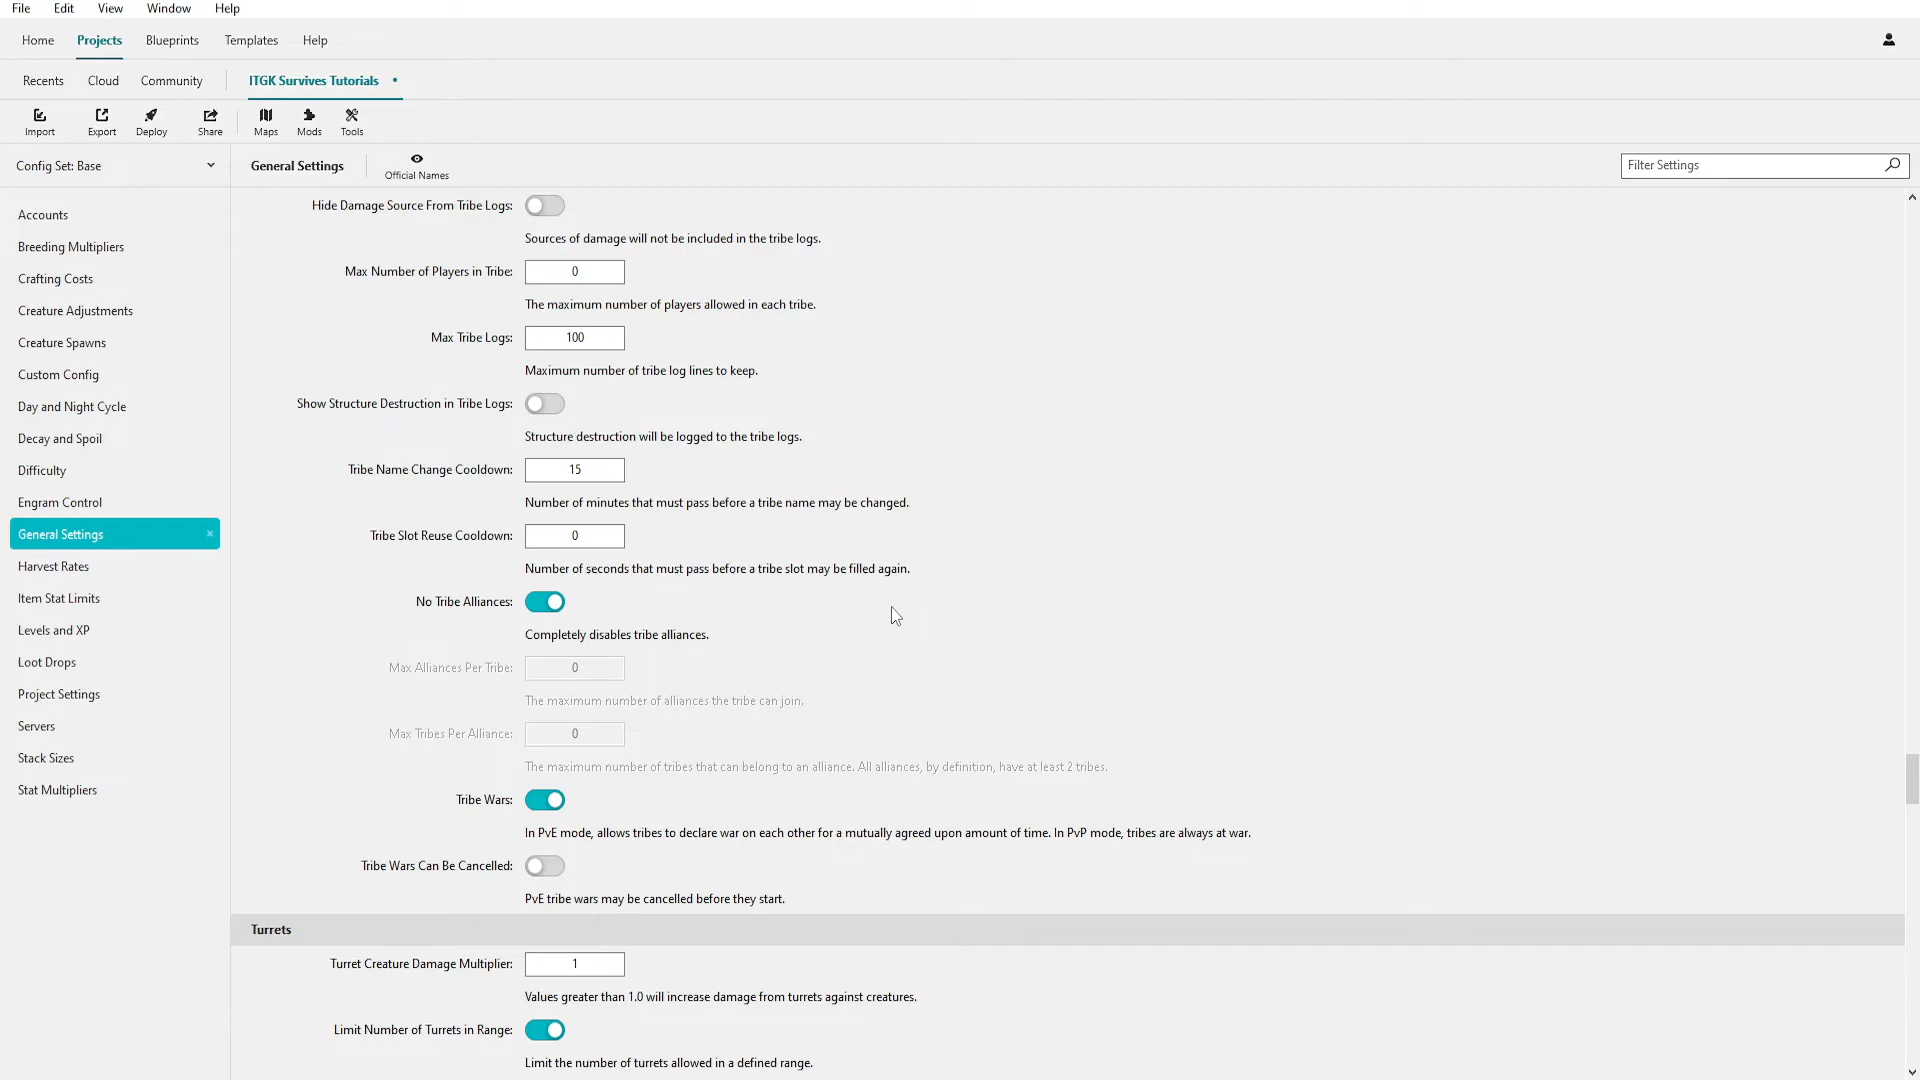 File Edit View Window Help
Home Projects Blueprints Templates Help
Recents Cloud Community ITGK Survives Tutorials •
Import Export Deploy Share Maps Mods Tools
Config Set: Base General Settings Official Names Filter Settings
Accounts
Breeding Multipliers
Crafting Costs
Creature Adjustments
Creature Spawns
Custom Config
Day and Night Cycle
Decay and Spoil
Difficulty
Engram Control
General Settings
Harvest Rates
Item Stat Limits
Levels and XP
Loot Drops
Project Settings
Servers
Stack Sizes
Stat Multipliers
Hide Damage Source From Tribe Logs:
Sources of damage will not be included in the tribe logs.
Max Number of Players in Tribe: 0
The maximum number of players allowed in each tribe.
Max Tribe Logs: 100
Maximum number of tribe log lines to keep.
Show Structure Destruction in Tribe Logs:
Structure destruction will be logged to the tribe logs.
Tribe Name Change Cooldown: 15
Number of minutes that must pass before a tribe name may be changed.
Tribe Slot Reuse Cooldown: 0
Number of seconds that must pass before a tribe slot may be filled again.
No Tribe Alliances:
Completely disables tribe alliances.
Max Alliances Per Tribe: 0
The maximum number of alliances the tribe can join.
Max Tribes Per Alliance: 0
The maximum number of tribes that can belong to an alliance. All alliances, by definition, have at least 2 tribes.
Tribe Wars:
In PvE mode, allows tribes to declare war on each other for a mutually agreed upon amount of time. In PvP mode, tribes are always at war.
Tribe Wars Can Be Cancelled:
PvE tribe wars may be cancelled before they start.
Turrets
Turret Creature Damage Multiplier: 1
Values greater than 1.0 will increase damage from turrets against creatures.
Limit Number of Turrets in Range:
Limit the number of turrets allowed in a defined range.